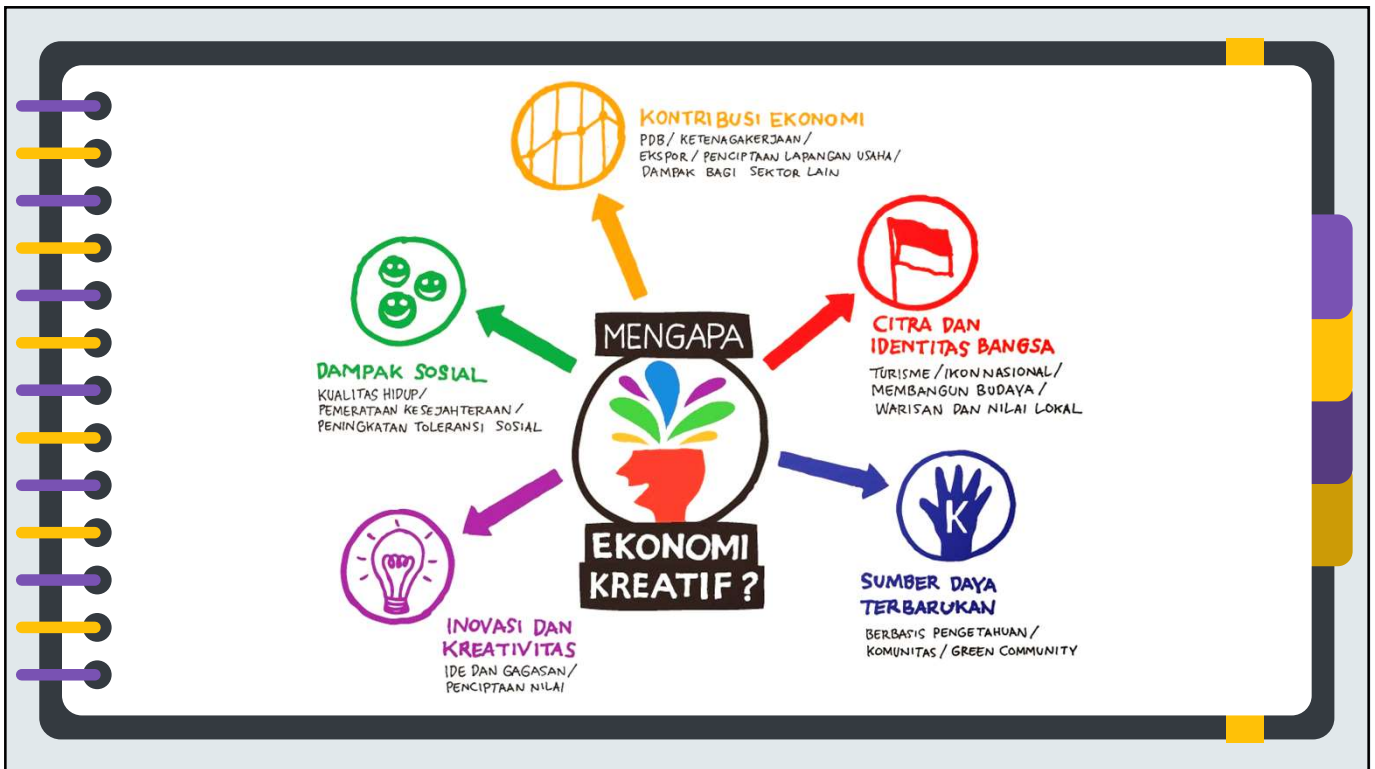 KONTRIBUSI EKONOMI
PDB/ KETENAGAKERJAAN/
EKSPOR/ PENCIPTAAN LAPANGAN USAHA/
DAMPAK BAGI SEKTOR LAIN
CITRA DAN
IDENTITAS BANGSA
TURISME/IKON NASIONAL/
MEMBANGUN BUDAYA/
WARISAN DAN NILAI LOKAL
MENGAPA
EKONOMI
KREATIF?
DAMPAK SOSIAL
KUALITAS HIDUP/
PEMERATAAN KESEJAHTERAAN/
PENINGKATAN TOLERANSI SOSIAL
K
SUMBER DAYA
TERBARUKAN
BERBASIS PENGETAHUAN/
KOMUNITAS/ GREEN COMMUNITY
INOVASI DAN
KREATIVITAS
IDE DAN GAGASAN/
PENCIPTAAN NILAI